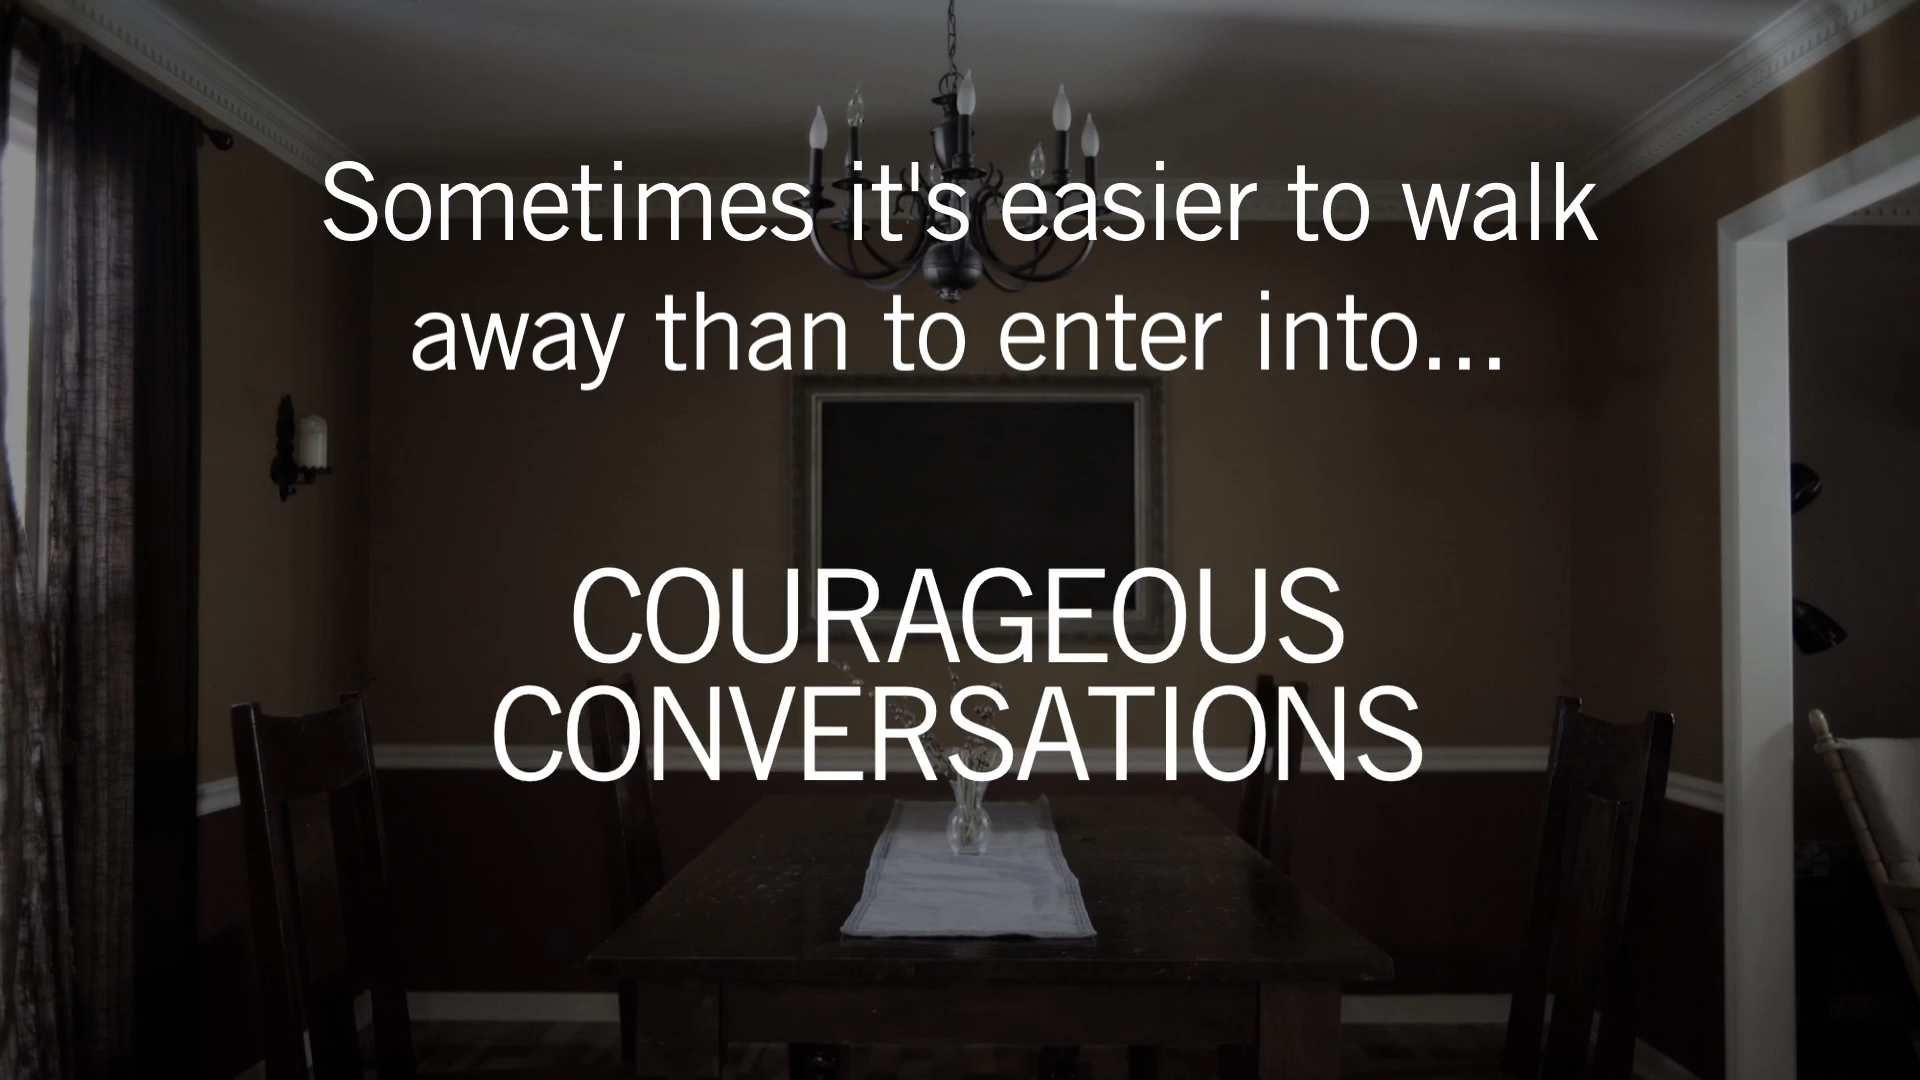 Sometimes it's easier to walk
away than to enter into...
COURAGEOUS
CONVERSATIONS